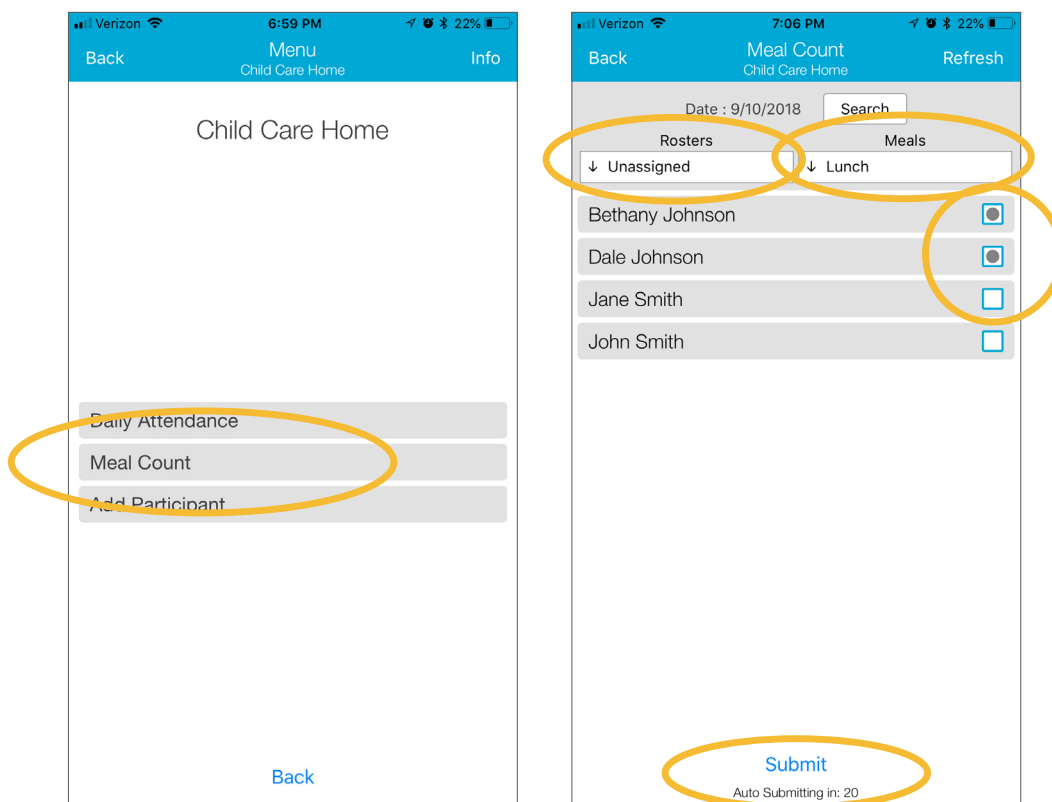 Verizon 6:59 PM 22%
Back Menu Info
Child Care Home
Child Care Home
Daily Attendance
Meal Count
Add Participant
Back
Verizon 7:06 PM 22%
Back Meal Count Refresh
Child Care Home
Date : 9/10/2018 Search
Rosters Meals
↓ Unassigned ↓ Lunch
Bethany Johnson
Dale Johnson
Jane Smith
John Smith
Submit
Auto Submitting in: 20